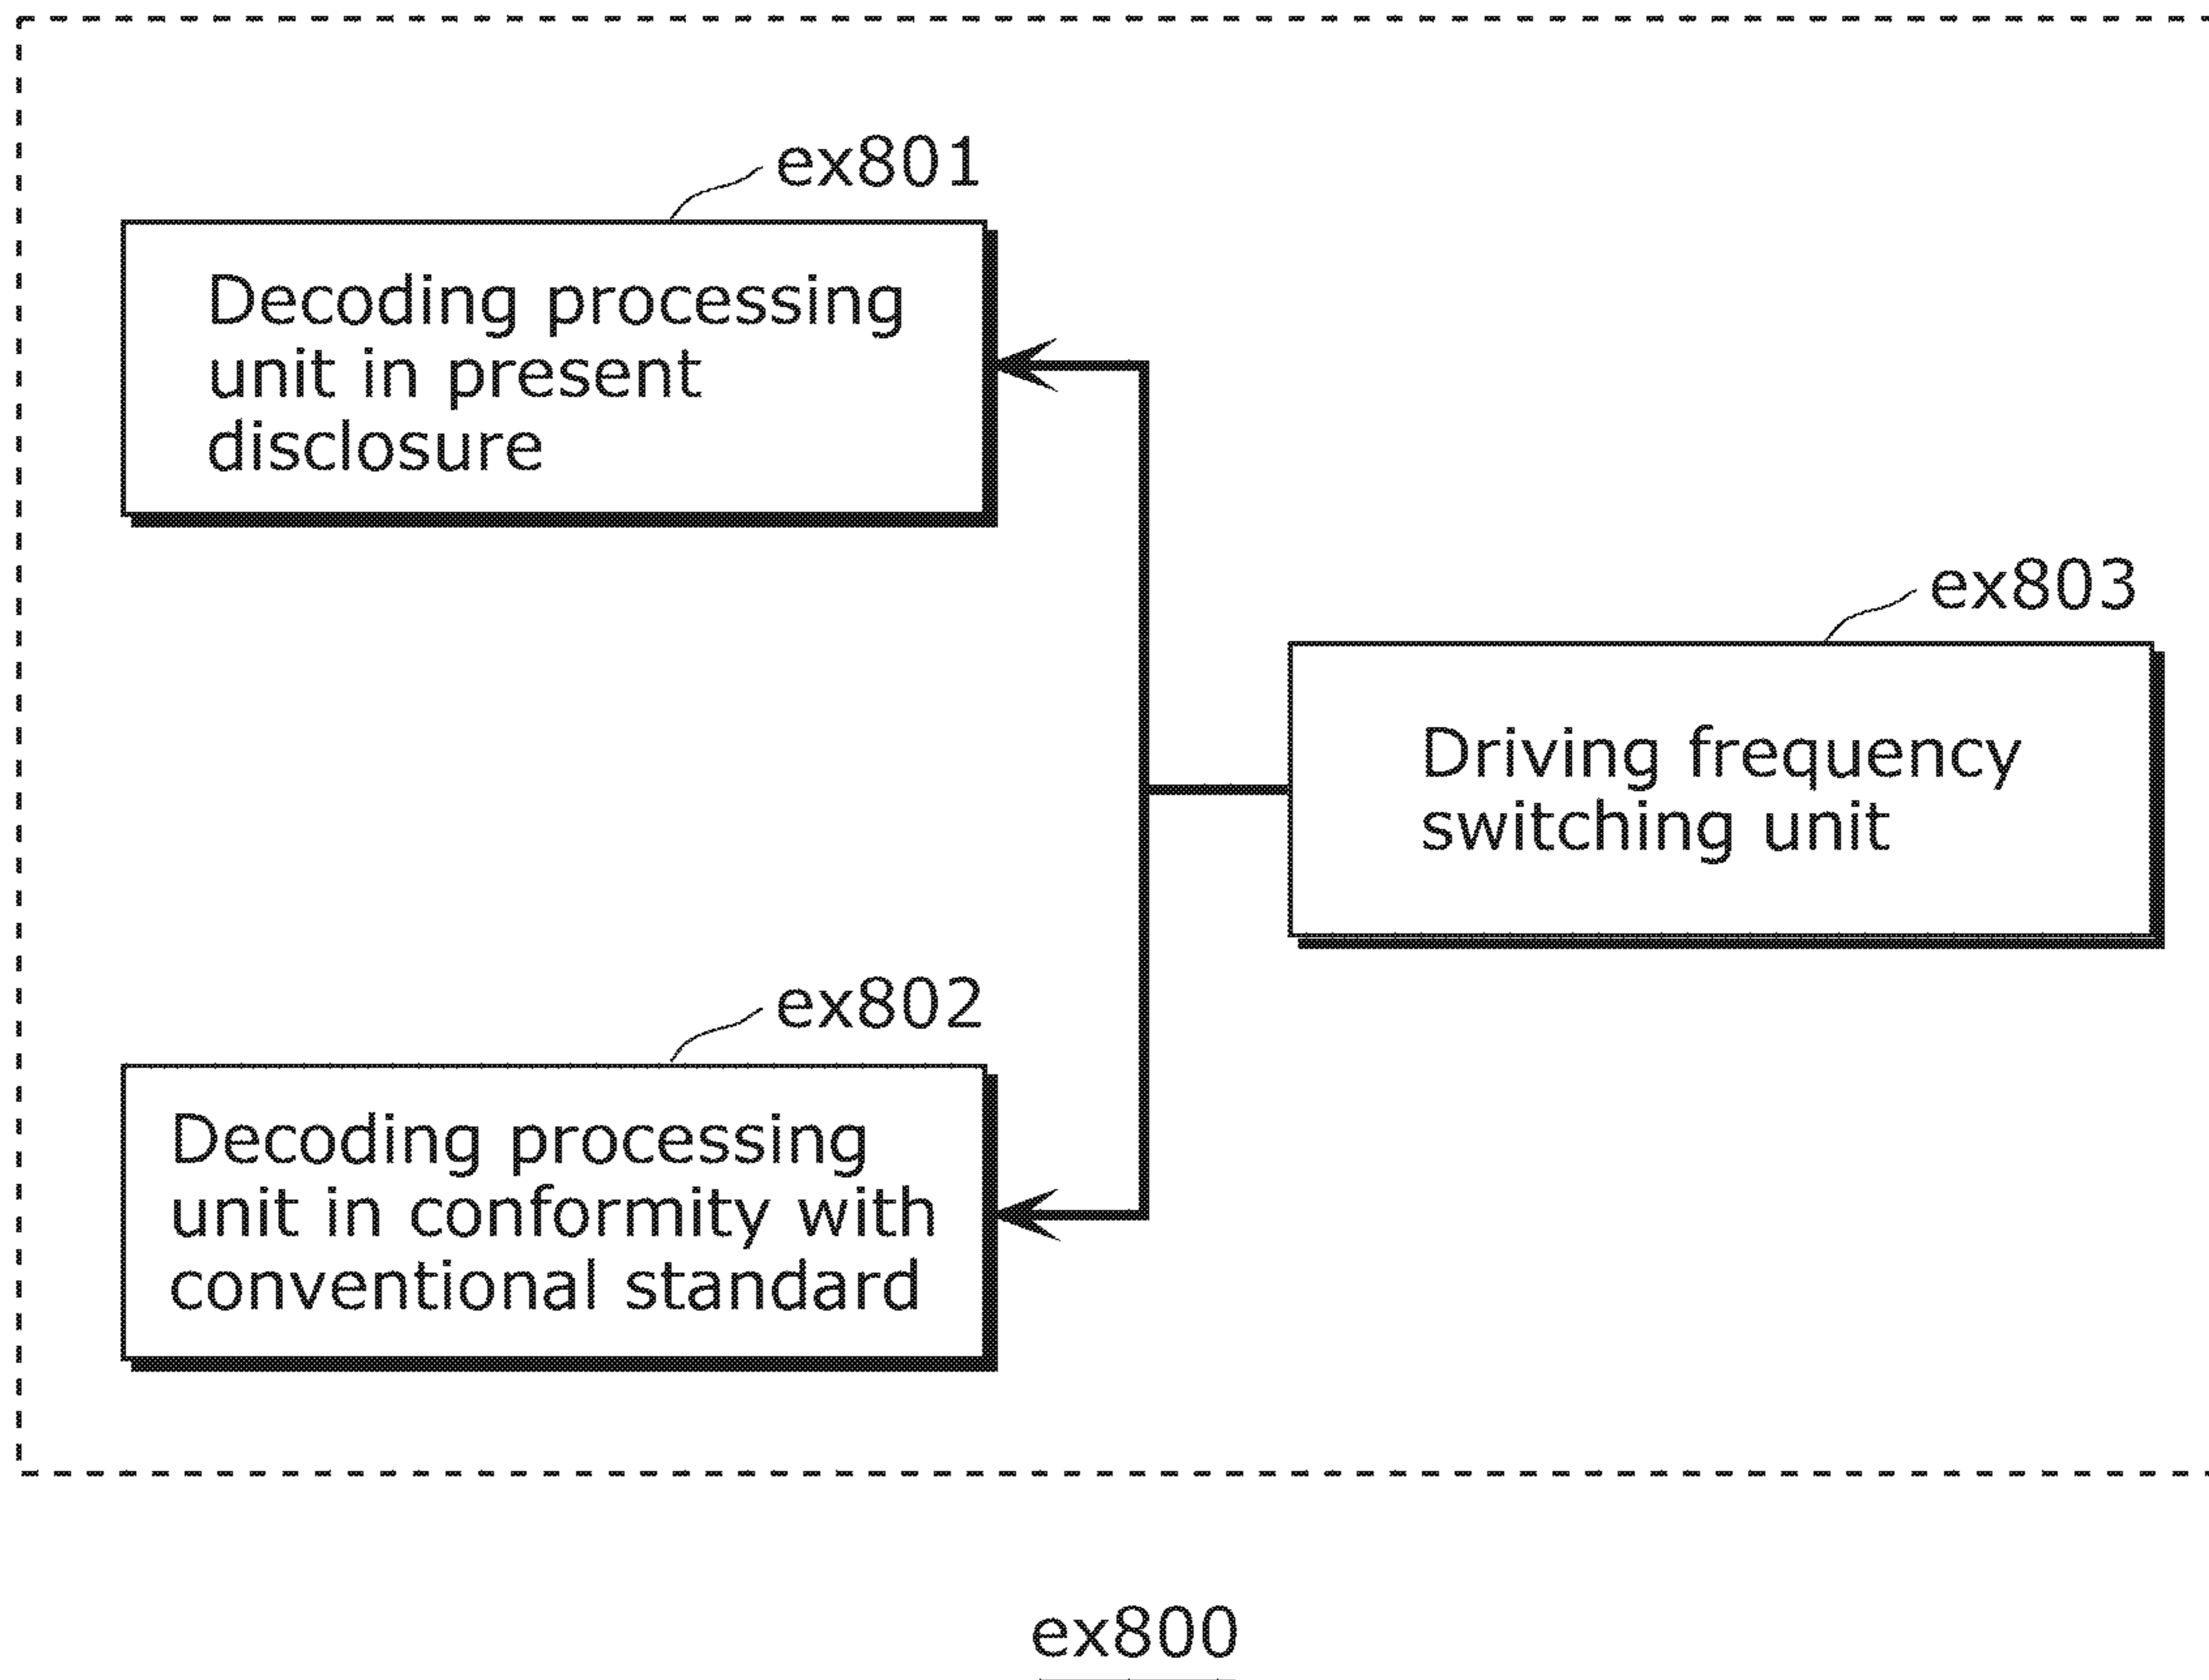 ex801
Decoding processing
unit in present
disclosure
ex803
Driving frequency
switching unit
ex802
Decoding processing
unit in conformity with
conventional standard
ex800